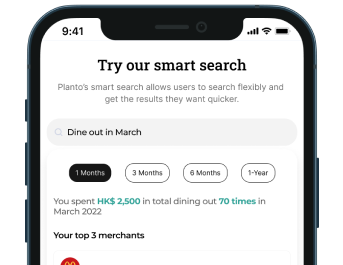 9:41
Try our smart search
Planto's smart search allows users to search flexibly and
get the results they want quicker.
Dine out in March
1 Months 3 Months 6 Months 1-Year
You spent HK$ 2,500 in total dining out 70 times in
March 2022
Your top 3 merchants